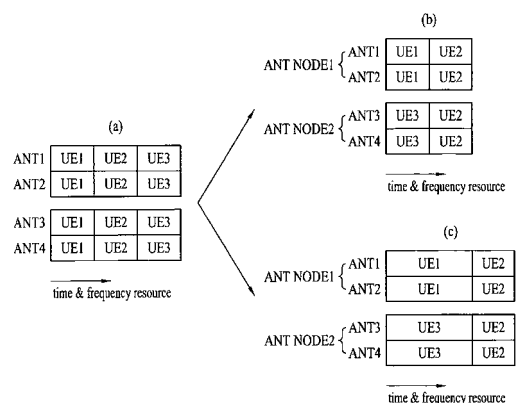 (a)
ANT1 UE1 UE2 UE3
ANT2 UE1 UE2 UE3
ANT3 UE1 UE2 UE3
ANT4 UE1 UE2 UE3
time & frequency resource
(b)
ANT NODE1
ANT1 UE1 UE2
ANT2 UE1 UE2
ANT NODE2
ANT3 UE3 UE2
ANT4 UE3 UE2
time & frequency resource
(c)
ANT NODE1
ANT1 UE1 UE2
ANT2 UE1 UE2
ANT NODE2
ANT3 UE3 UE2
ANT4 UE3 UE2
time & frequency resource